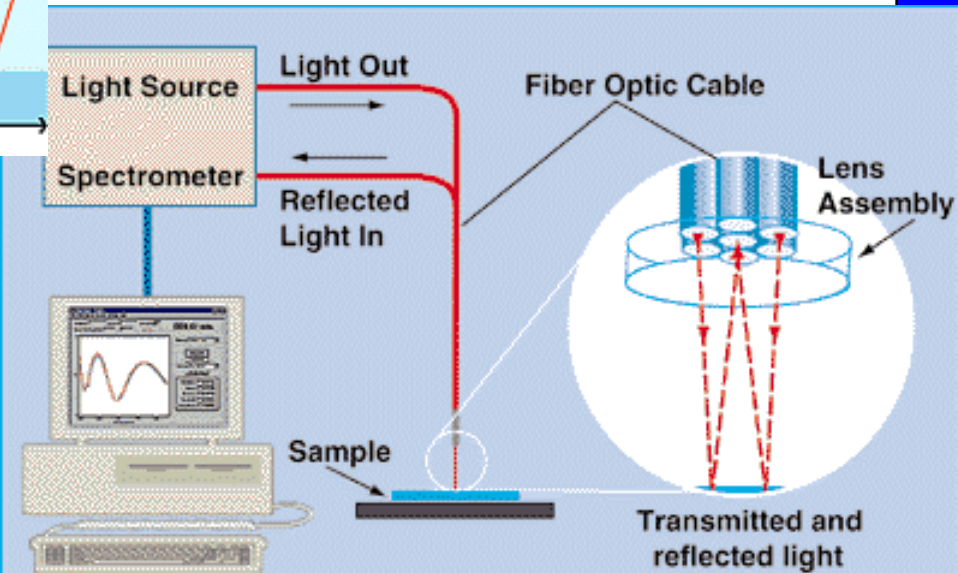 Light Source
Light Out
Fiber Optic Cable
Spectrometer
Reflected
Light In
Lens
Assembly
Sample
Transmitted and
reflected light